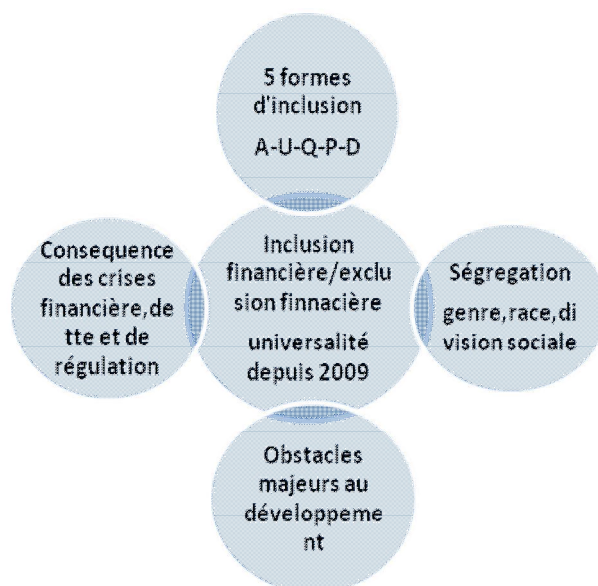 5 formes
d'inclusion
A-U-Q-P-D
Consequence
des crises
financière,de
tte et de
régulation
Inclusion
financière/exclu
sion finnacière
universalité
depuis 2009
Ségregation
genre,race,di
vision sociale
Obstacles
majeurs au
développeme
nt